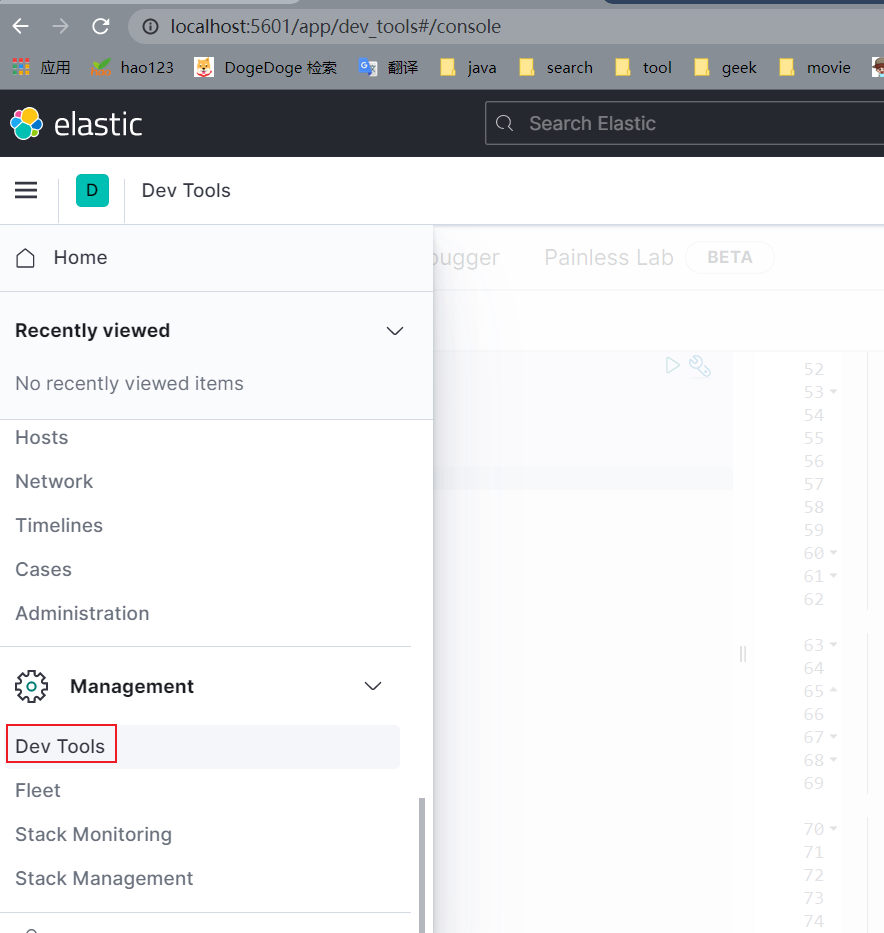 localhost:5601/app/dev_tools#/console
应用 hao123 DogeDoge 检索 翻译 java search tool geek movie
elastic Search Elastic
D Dev Tools
Home
bugger Painless Lab BETA
Recently viewed
No recently viewed items
Hosts
Network
Timelines
Cases
Administration
Management
Dev Tools
Fleet
Stack Monitoring
Stack Management
52
53
54
55
56
57
58
59
60
61
62
63
64
65
66
67
68
69
70
71
72
73
74